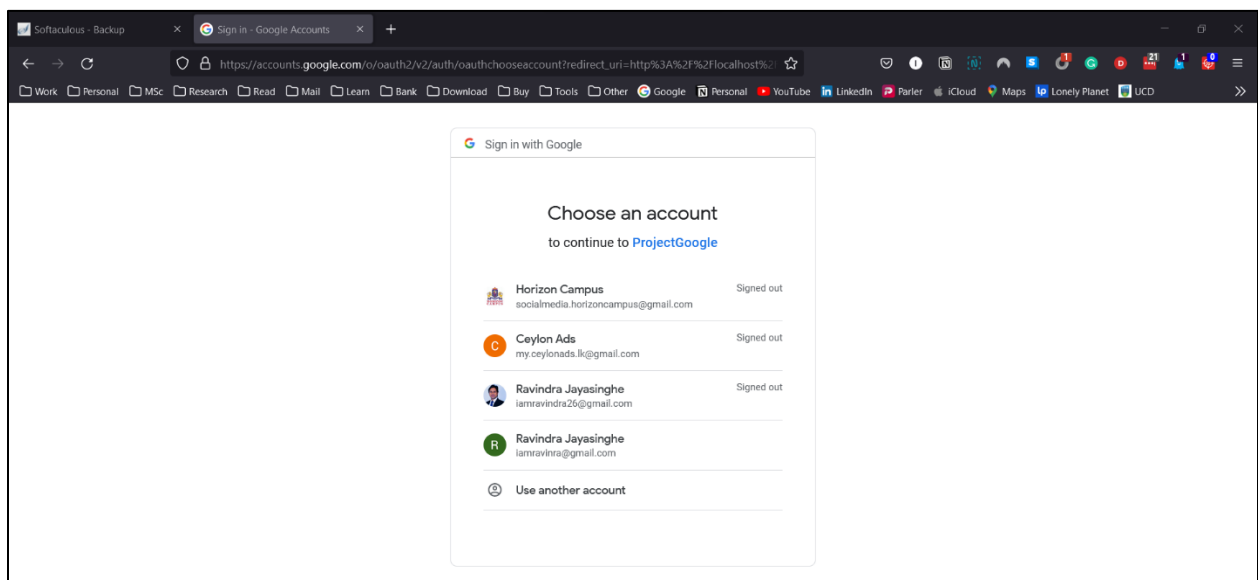 Softaculous - Backup
Sign in - Google Accounts
https://accounts.google.com/o/oauth2/v2/auth/oauthchooseaccount?redirect_uri=http%3A%2F%2Flocalhost%2
Work Personal MSc Research Read Mail Learn Bank Download Buy Tools Other Google Personal YouTube LinkedIn Parler iCloud Maps Lonely Planet UCD
Sign in with Google
Choose an account
to continue to ProjectGoogle
Horizon Campus Signed out
socialmedia.horizoncampus@gmail.com
C Ceylon Ads Signed out
my.ceylonads.lk@gmail.com
Ravindra Jayasinghe Signed out
iamravindra26@gmail.com
R Ravindra Jayasinghe
iamravinra@gmail.com
Use another account